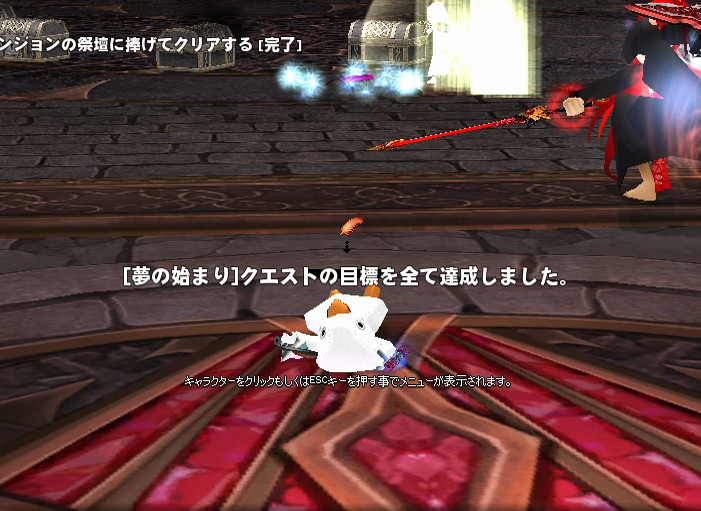 ンションの祭壇に捧げてクリアする [完了]
[夢の始まり]クエストの目標を全て達成しました。
キャラクターをクリックもしくはESCキーを押す事でメニューが表示されます。